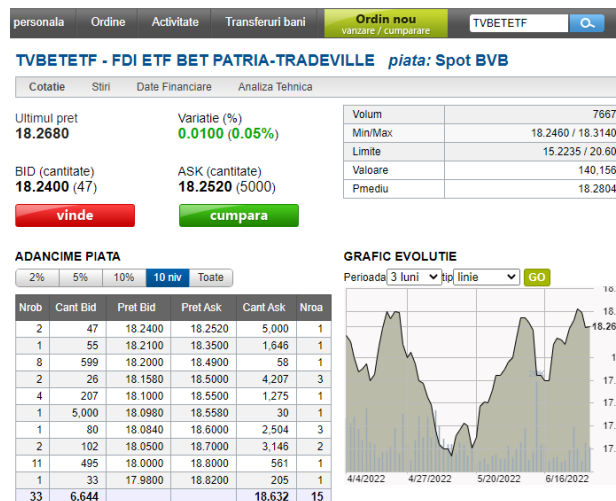 personala Ordine Activitate Transferuri bani Ordin nou TVBETETF
vanzare / cumparare
TVBETETF - FDI ETF BET PATRIA-TRADEVILLE piata: Spot BVB
Cotatie Stiri Date Financiare Analiza Tehnica
Ultimul pret Variatie (%)
18.2680 0.0100 (0.05%)
BID (cantitate) ASK (cantitate)
18.2400 (47) 18.2520 (5000)
vinde cumpara
Volum 7667
Min/Max 18.2460 / 18.3140
Limite 15.2235 / 20.60
Valoare 140,156
Pmediu 18.2804
ADANCIME PIATA
2% 5% 10% 10 niv Toate
Nrob Cant Bid Pret Bid Pret Ask Cant Ask Nroa
2 47 18.2400 18.2520 5,000 1
1 55 18.2100 18.3500 1,646 1
8 599 18.2000 18.4900 58 1
2 26 18.1580 18.5000 4,207 3
4 207 18.1000 18.5500 1,275 1
1 5,000 18.0980 18.5580 30 1
1 80 18.0840 18.6000 2,504 3
2 102 18.0500 18.7000 3,146 2
11 495 18.0000 18.8000 561 1
1 33 17.9800 18.8200 205 1
33 6,644 18,632 15
GRAFIC EVOLUTIE
Perioada 3 luni tip linie GO
18.
18.
18.26
1
17.
17.
17.
17.
4/4/2022 4/27/2022 5/20/2022 6/16/2022